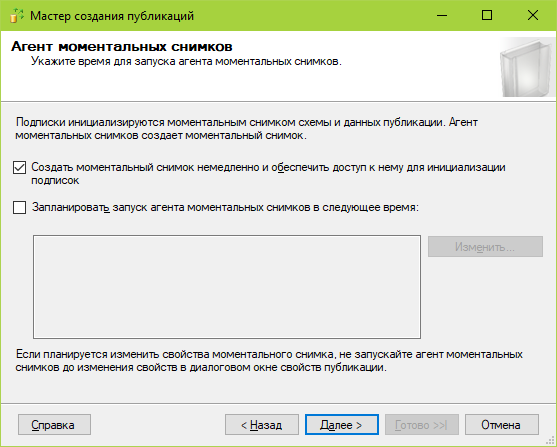 Мастер создания публикаций
Агент моментальных снимков
Укажите время для запуска агента моментальных снимков.
Подписки инициализируются моментальным снимком схемы и данных публикации. Агент
моментальных снимков создает моментальный снимок.
Создать моментальный снимок немедленно и обеспечить доступ к нему для инициализации
подписок
Запланировать запуск агента моментальных снимков в следующее время:
Изменить...
Если планируется изменить свойства моментального снимка, не запускайте агент моментальных
снимков до изменения свойств в диалоговом окне свойств публикации.
Справка
< Назад
Далее >
Готово >>|
Отмена